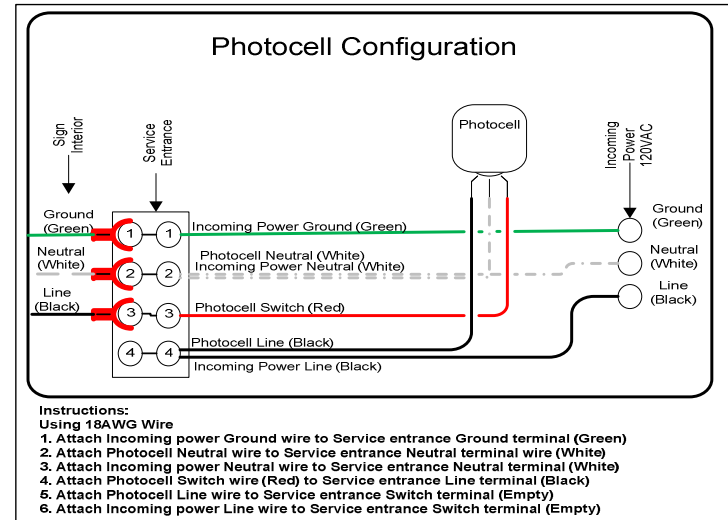 Photocell Configuration
Sign
Interior
Service
Entrance
Photocell
Incoming
Power
120VAC
Ground
(Green)
1
1
Incoming Power Ground (Green)
Ground
(Green)
Neutral
(White)
2
2
Photocell Neutral (White)
Incoming Power Neutral (White)
Neutral
(White)
Line
(Black)
3
3
Photocell Switch (Red)
Line
(Black)
4
4
Photocell Line (Black)
Incoming Power Line (Black)
Instructions:
Using 18AWG Wire
1. Attach Incoming power Ground wire to Service entrance Ground terminal (Green)
2. Attach Photocell Neutral wire to Service entrance Neutral terminal wire (White)
3. Attach Incoming power Neutral wire to Service entrance Neutral terminal (White)
4. Attach Photocell Switch wire (Red) to Service entrance Line terminal (Black)
5. Attach Photocell Line wire to Service entrance Switch terminal (Empty)
6. Attach Incoming power Line wire to Service entrance Switch terminal (Empty)